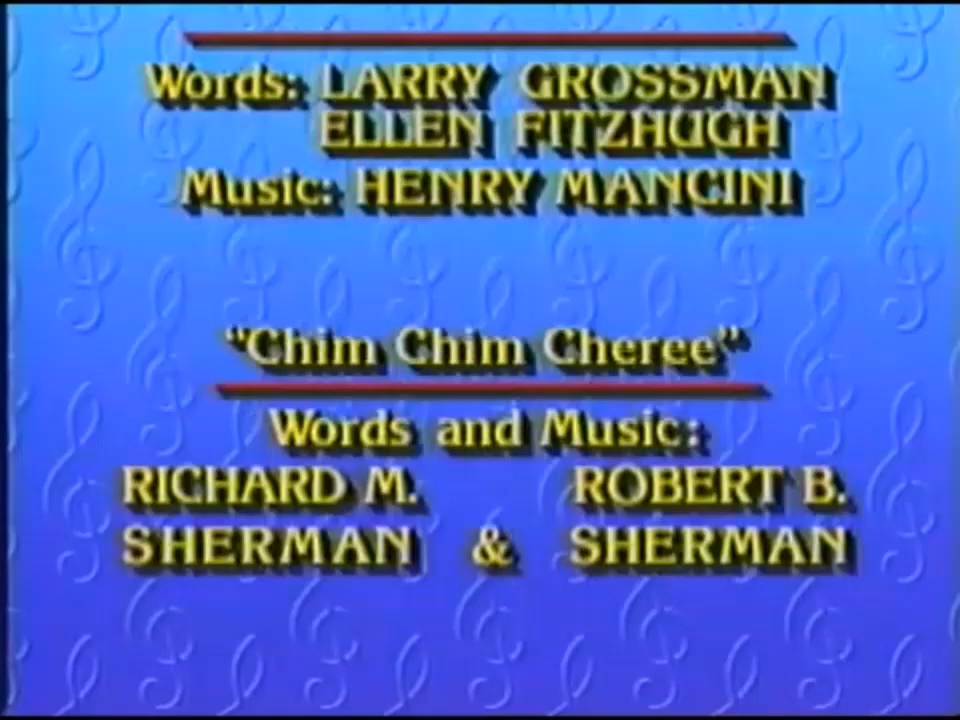 Words: LARRY GROSSMAN
ELLEN FITZHUGH
Music: HENRY MANCINI
"Chim Chim Cheree"
Words and Music:
RICHARD M. ROBERT B.
SHERMAN & SHERMAN